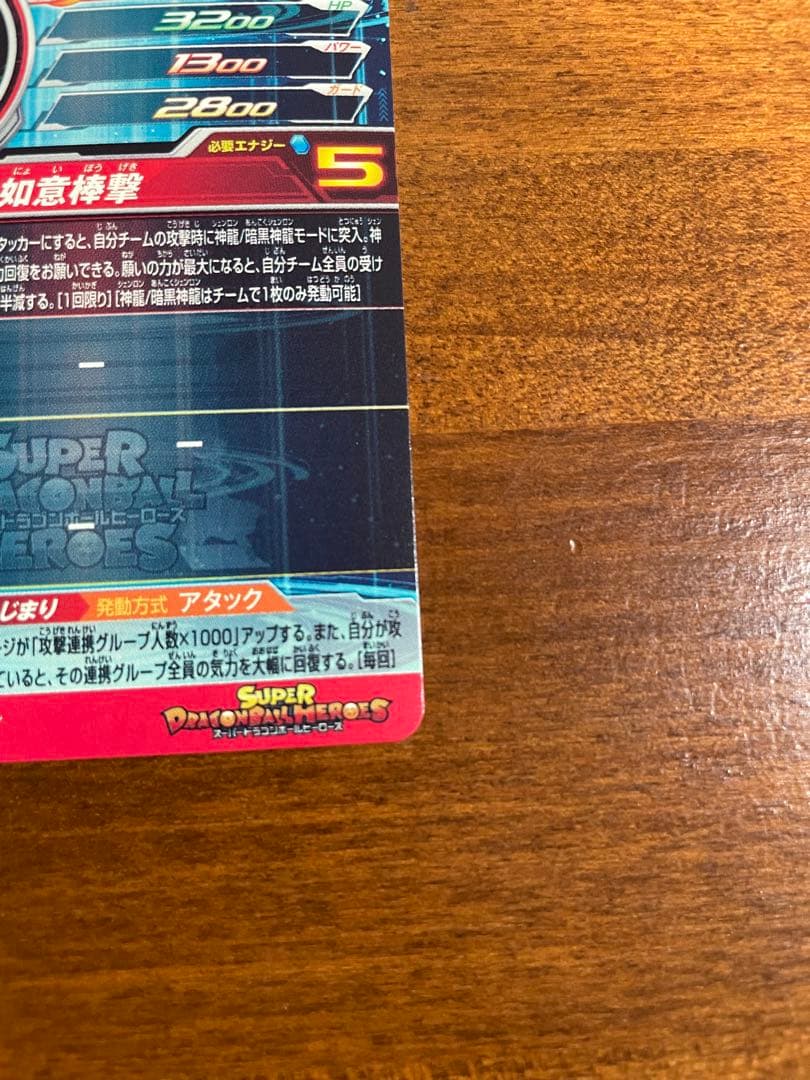 HP
3200
パワー
1300
ガード
2800
必要エナジー
5
にょ い ぼう げき
如意棒撃
タッカーにすると、自分チームの攻撃時に神龍/暗黒神龍モードに突入。神
力回復をお願いできる。願いの力が最大になると、自分チーム全員の受け
半減する。[1回限り][神龍/暗黒神龍はチームで1枚のみ発動可能]
SUPER
DRAGONBALL
ドラゴンボールヒーローズ
HEROES
じまり 発動方式 アタック
ージが「攻撃連携グループ人数×1000」アップする。また、自分が攻
ていると、その連携グループ全員の気力を大幅に回復する。[毎回]
SUPER
DRAGONBALL HEROES
スーパードラゴンボールヒーローズ